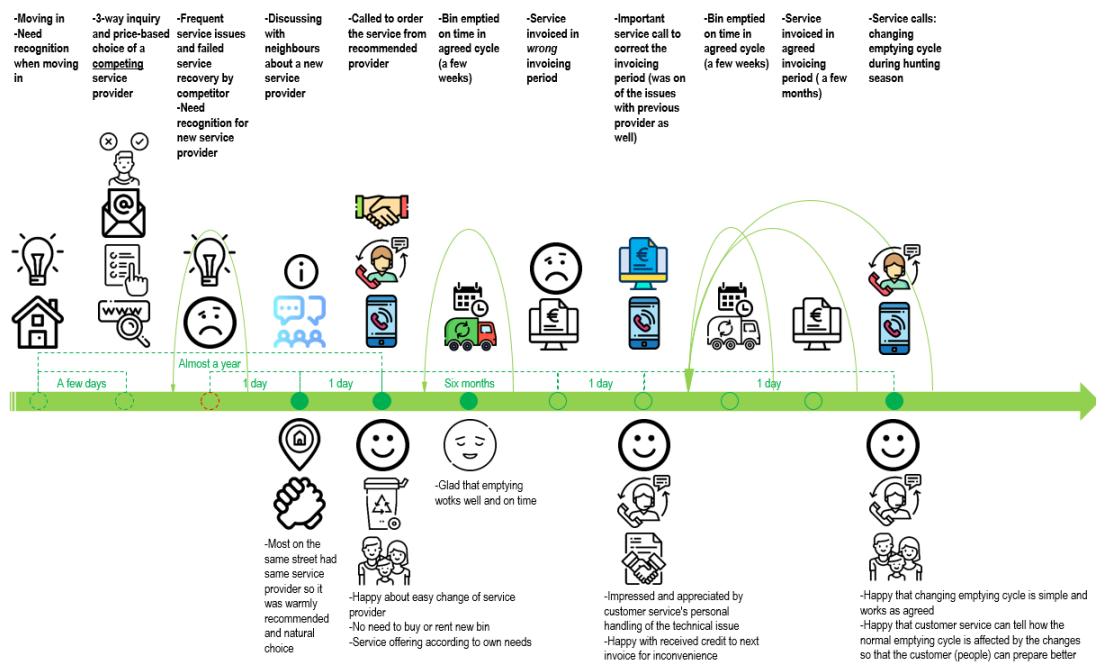 -Moving in
-Need
recognition
when moving
in
-3-way inquiry
and price-based
choice of a
competing
service
provider
-Frequent
service issues
and failed
service
recovery by
competitor
-Need
recognition for
new service
provider
-Discussing
with
neighbours
about a new
service
provider
-Called to order
the service from
recommended
provider
-Bin emptied
on time in
agreed cycle
(a few
weeks)
-Service
invoiced in
wrong
invoicing
period
-Important
service call to
correct the
invoicing
period (was on
of the issues
with previous
provider as
well)
-Bin emptied
on time in
agreed cycle
(a few weeks)
-Service
invoiced in
agreed
invoicing
period ( a few
months)
-Service calls:
changing
emptying cycle
during hunting
season
@
www
i
€
€
€
Almost a year
A few days
1 day
1 day
Six months
1 day
1 day
-Most on the
same street had
same service
provider so it
was warmly
recommended
and natural
choice
-Happy about easy change of service
provider
-No need to buy or rent new bin
-Service offering according to own needs
-Glad that emptying
wotks well and on time
-Impressed and appreciated by
customer service's personal
handling of the technical issue
-Happy with received credit to next
invoice for inconvenience
-Happy that changing emptying cycle is simple and
works as agreed
-Happy that customer service can tell how the
normal emptying cycle is affected by the changes
so that the customer (people) can prepare better